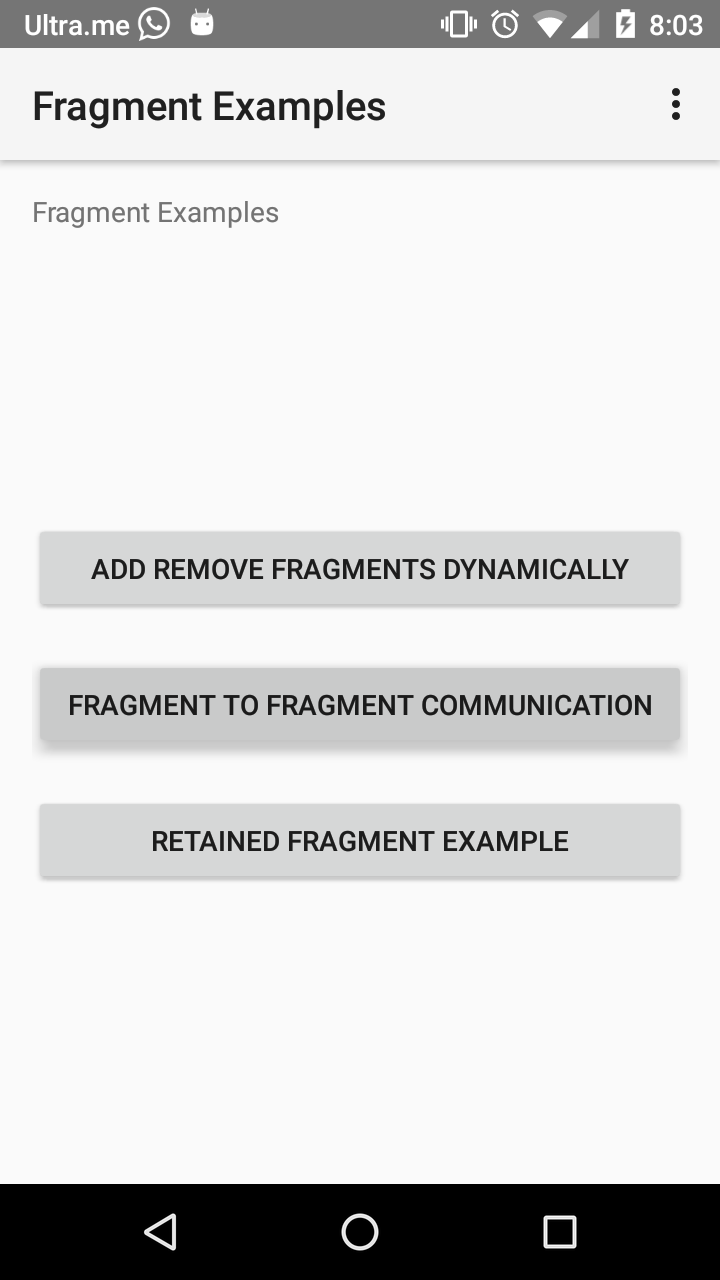 Ultra.me 8:03
Fragment Examples
Fragment Examples
ADD REMOVE FRAGMENTS DYNAMICALLY
FRAGMENT TO FRAGMENT COMMUNICATION
RETAINED FRAGMENT EXAMPLE